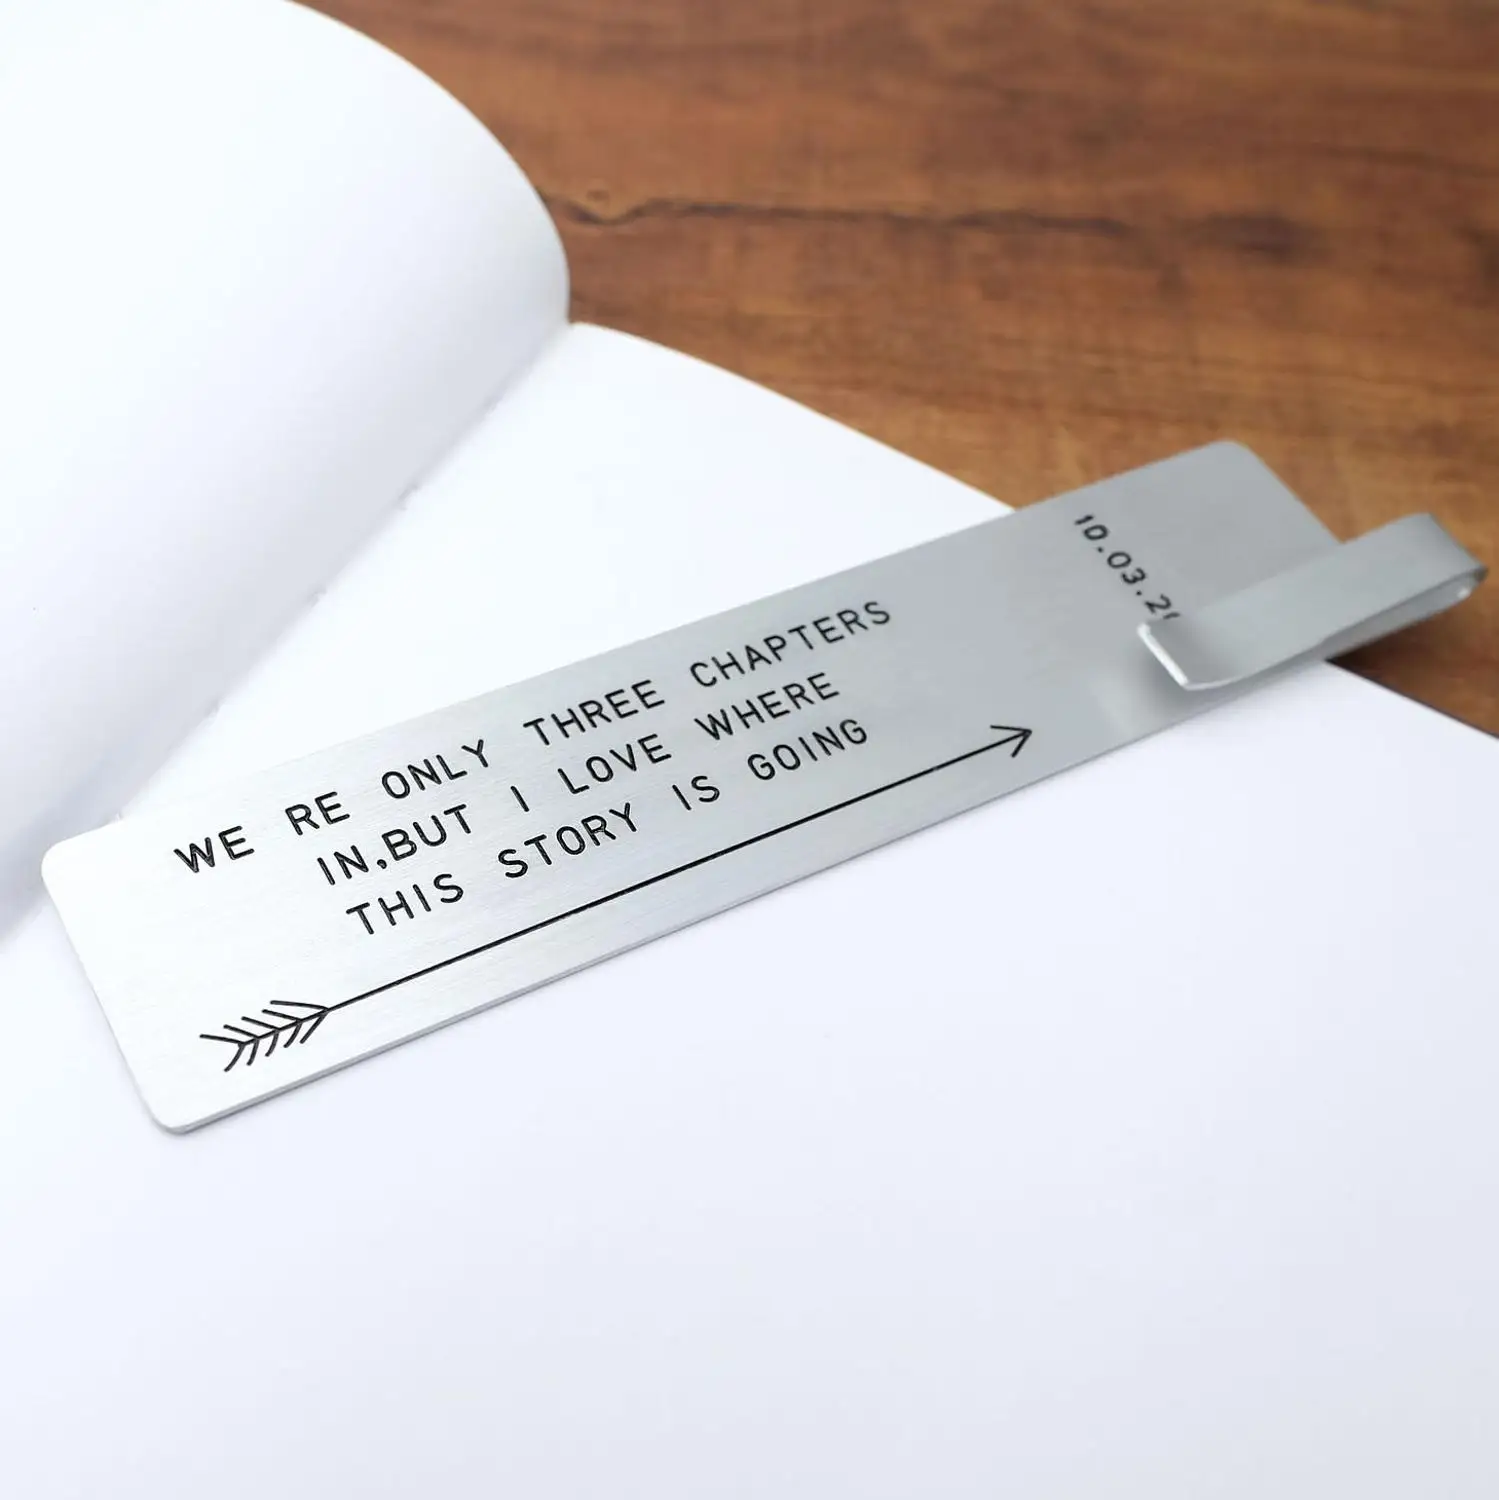 WE RE ONLY THREE CHAPTERS
IN,BUT I LOVE WHERE
THIS STORY IS GOING
10.03.2